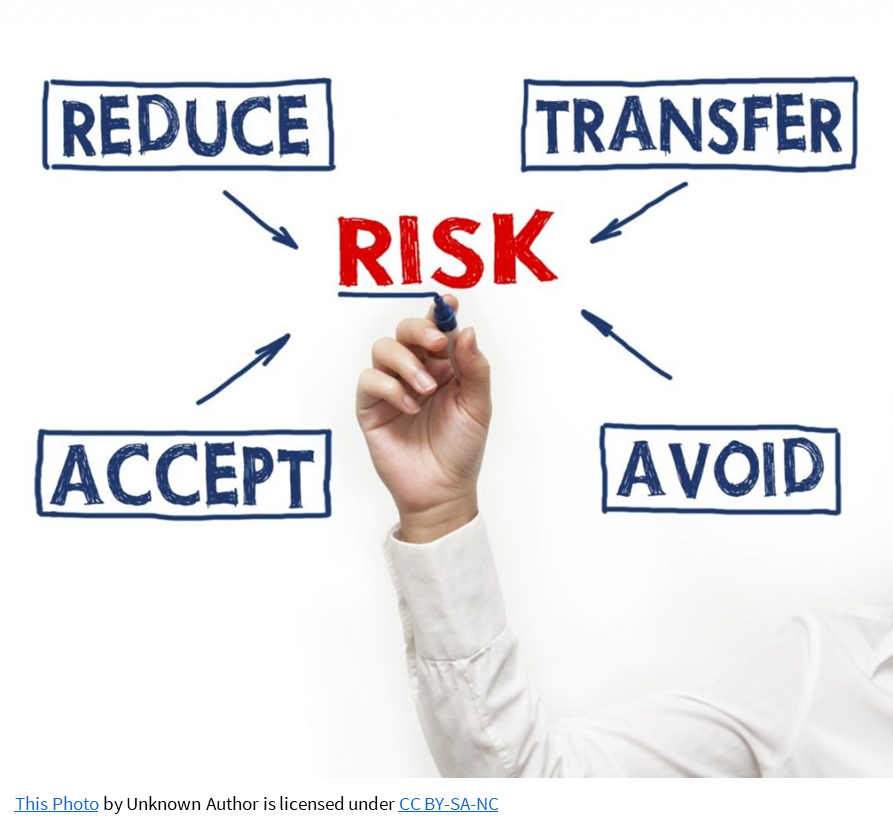 REDUCE
TRANSFER
RISK
ACCEPT
AVOID
This Photo by Unknown Author is licensed under CC BY-SA-NC